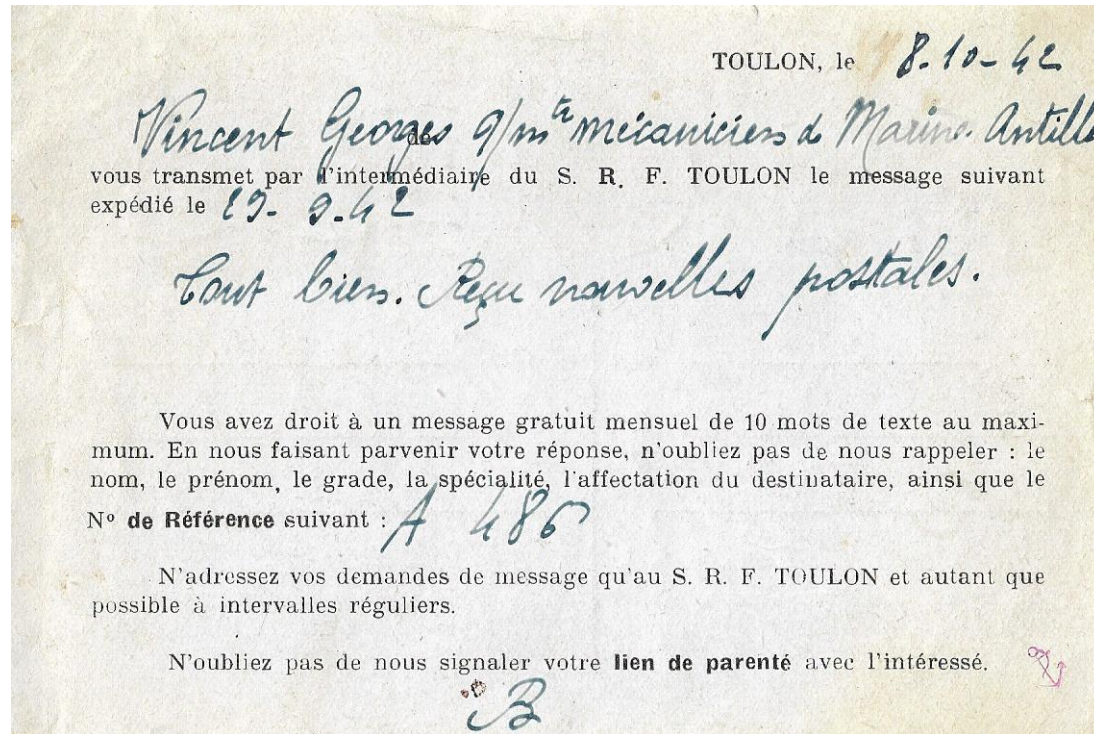 TOULON, le 8-10-42
Vincent Georges q/mtre mécanicien d Marine Antille
de
vous transmet par l'intermédiaire du S. R. F. TOULON le message suivant
expédié le 29-9-42
Tout bien. Reçu nouvelles postales.
Vous avez droit à un message gratuit mensuel de 10 mots de texte au maxi-
mum. En nous faisant parvenir votre réponse, n'oubliez pas de nous rappeler : le
nom, le prénom, le grade, la spécialité, l'affectation du destinataire, ainsi que le
Nº de Référence suivant : A 486
N'adressez vos demandes de message qu'au S. R. F. TOULON et autant que
possible à intervalles réguliers.
N'oubliez pas de nous signaler votre lien de parenté avec l'intéressé.
B